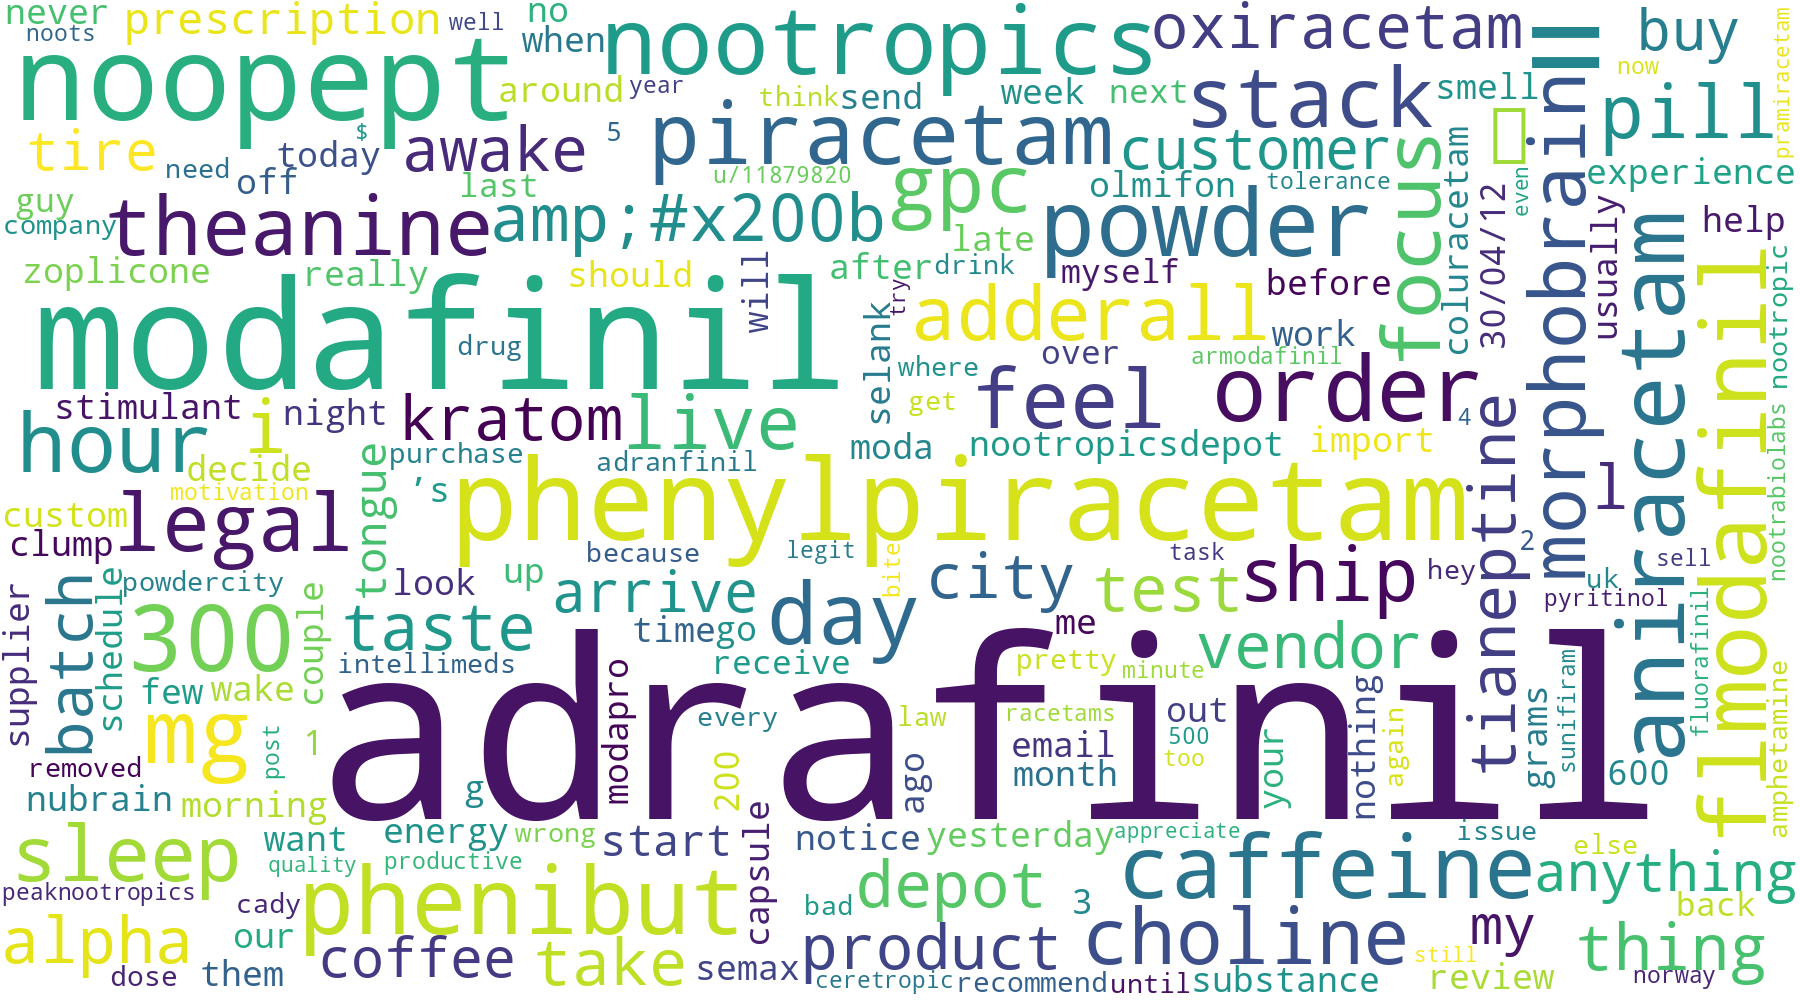 never
prescription
well
no
noots
when
nootropics
oxiracetam
ll
buy
noopept
around
year
think
send
week
next
stack
smell
now
pill
pramiracetam
tire
today
$
awake
5
piracetam
customer
focus
morphobrain
experience
need
off
last
u/11879820
gpc
olmifon
tolerance
even
guy
company
theanine
amp;#x200b
late
powder
coluracetam
30/04/12
usually
help
zoplicone
really
should
will
after
drink
myself
before
aniracetam
flmodafinil
nootropic
modafinil
drug
try
selank
adderall
work
where
over
armodafinil
stimulant
night
i
kratom
live
get
feel
order
4
hour
decide
purchase
adranfinil
moda
nootropicsdepot
import
motivation
tongue
's
phenylpiracetam
tianeptine
l
nootrabiolabs
custom
legal
clump
because
legit
task
2
sell
powdercity
look
up
bite
city
test
ship
hey
uk
pyritinol
supplier
batch
schedule
300
couple
taste
arrive
time
go
day
me
vendor
fluorafinil
intellimeds
receive
pretty
minute
few
wake
mg
post
1
adrafinil
modapro
every
law
racetams
out
500
too
nothing
again
grams
sunifiram
600
amphetamine
removed
200
ago
email
month
your
nubrain
morning
g
sleep
want
energy
wrong
start
capsule
notice
yesterday
appreciate
issue
else
quality
productive
caffeine
anything
peaknootropics
cady
phenibut
bad
depot
3
back
alpha
our
coffee
take
product
choline
my
thing
still
review
dose
them
semax
ceretropic
recommend
until
substance
norway